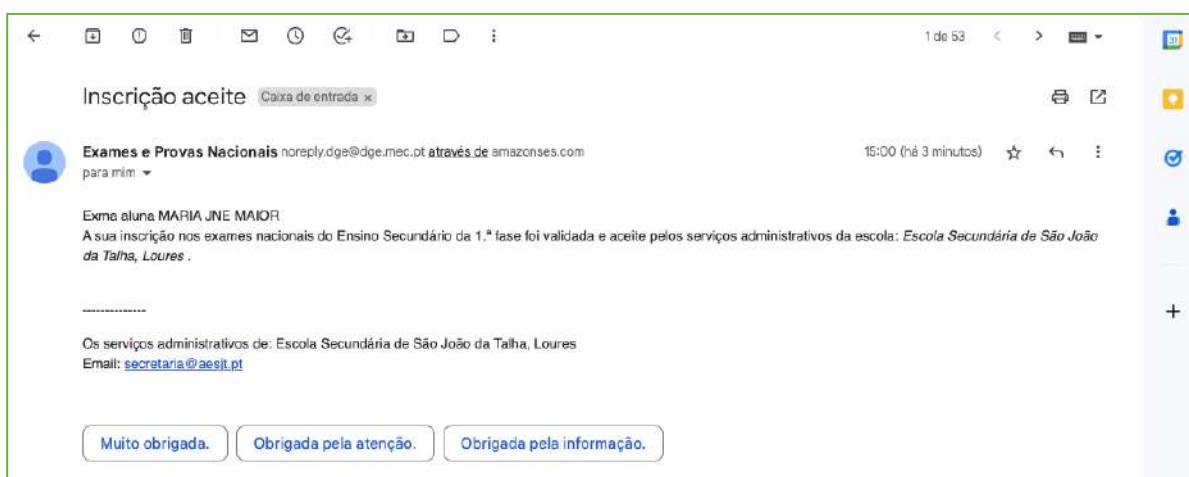 1 de 53
31
Inscrição aceite Caixa de entrada x
Exames e Provas Nacionais noreply.dge@dge.mec.pt através de amazonses.com
15:00 (há 3 minutos)
para mim
Exma aluna MARIA JNE MAIOR
A sua inscrição nos exames nacionais do Ensino Secundário da 1.ª fase foi validada e aceite pelos serviços administrativos da escola: Escola Secundária de São João
da Talha, Loures .
--------------
Os serviços administrativos de: Escola Secundária de São João da Talha, Loures
Email: secretaria@aesjt.pt
Muito obrigada.
Obrigada pela atenção.
Obrigada pela informação.